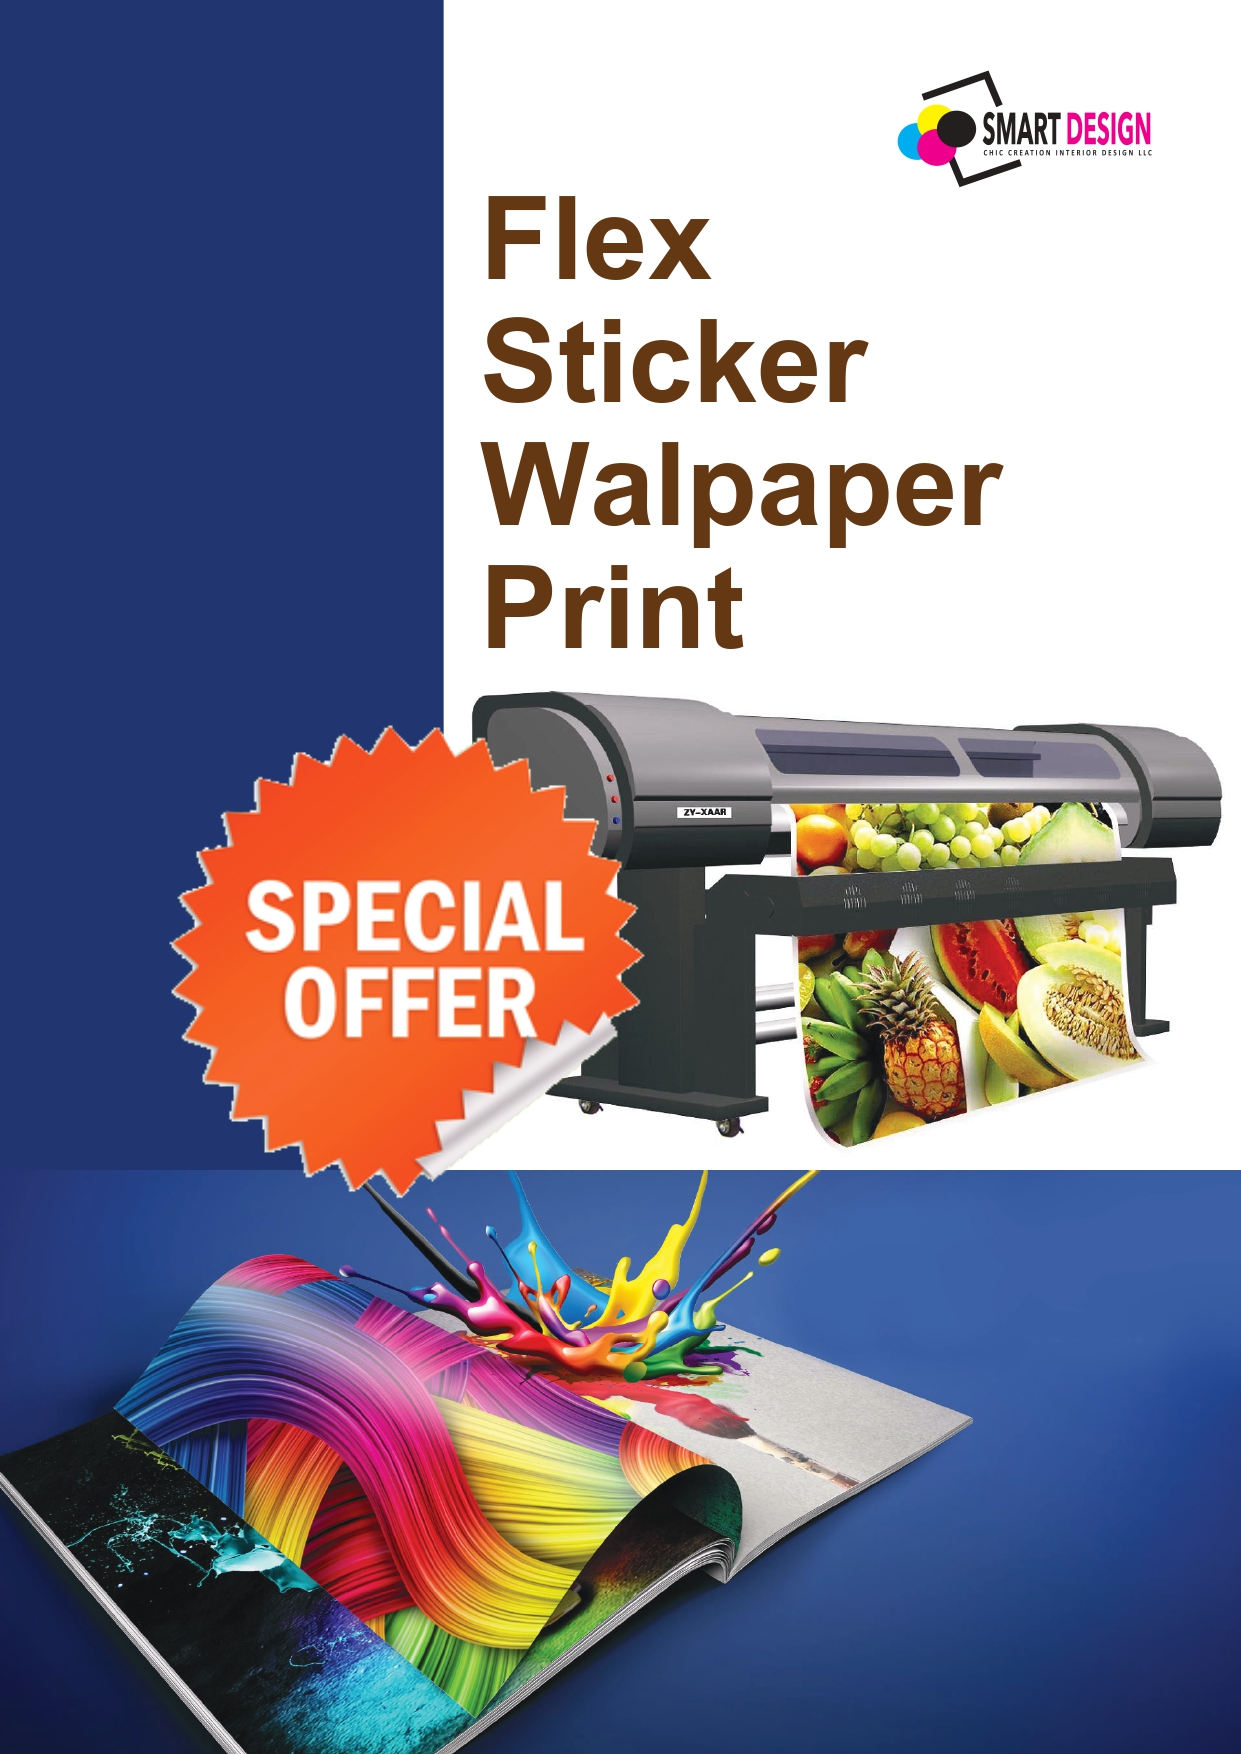 SMART DESIGN
CHIC CREATION INTERIOR DESIGN LLC
Flex
Sticker
Walpaper
Print
ZY-XAAR
SPECIAL
OFFER